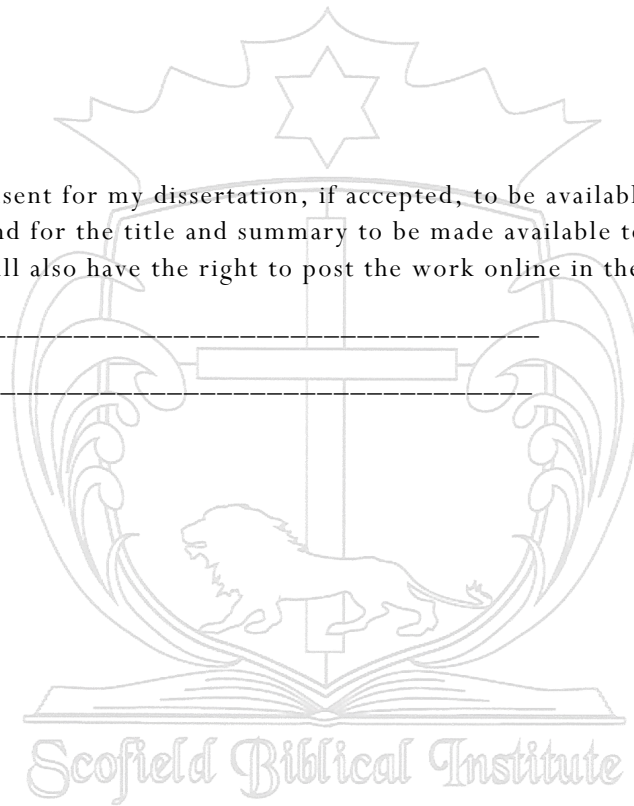 sent for my dissertation, if accepted, to be availabl
nd for the title and summary to be made available to
ll also have the right to post the work online in the
Scofield Biblical Institute